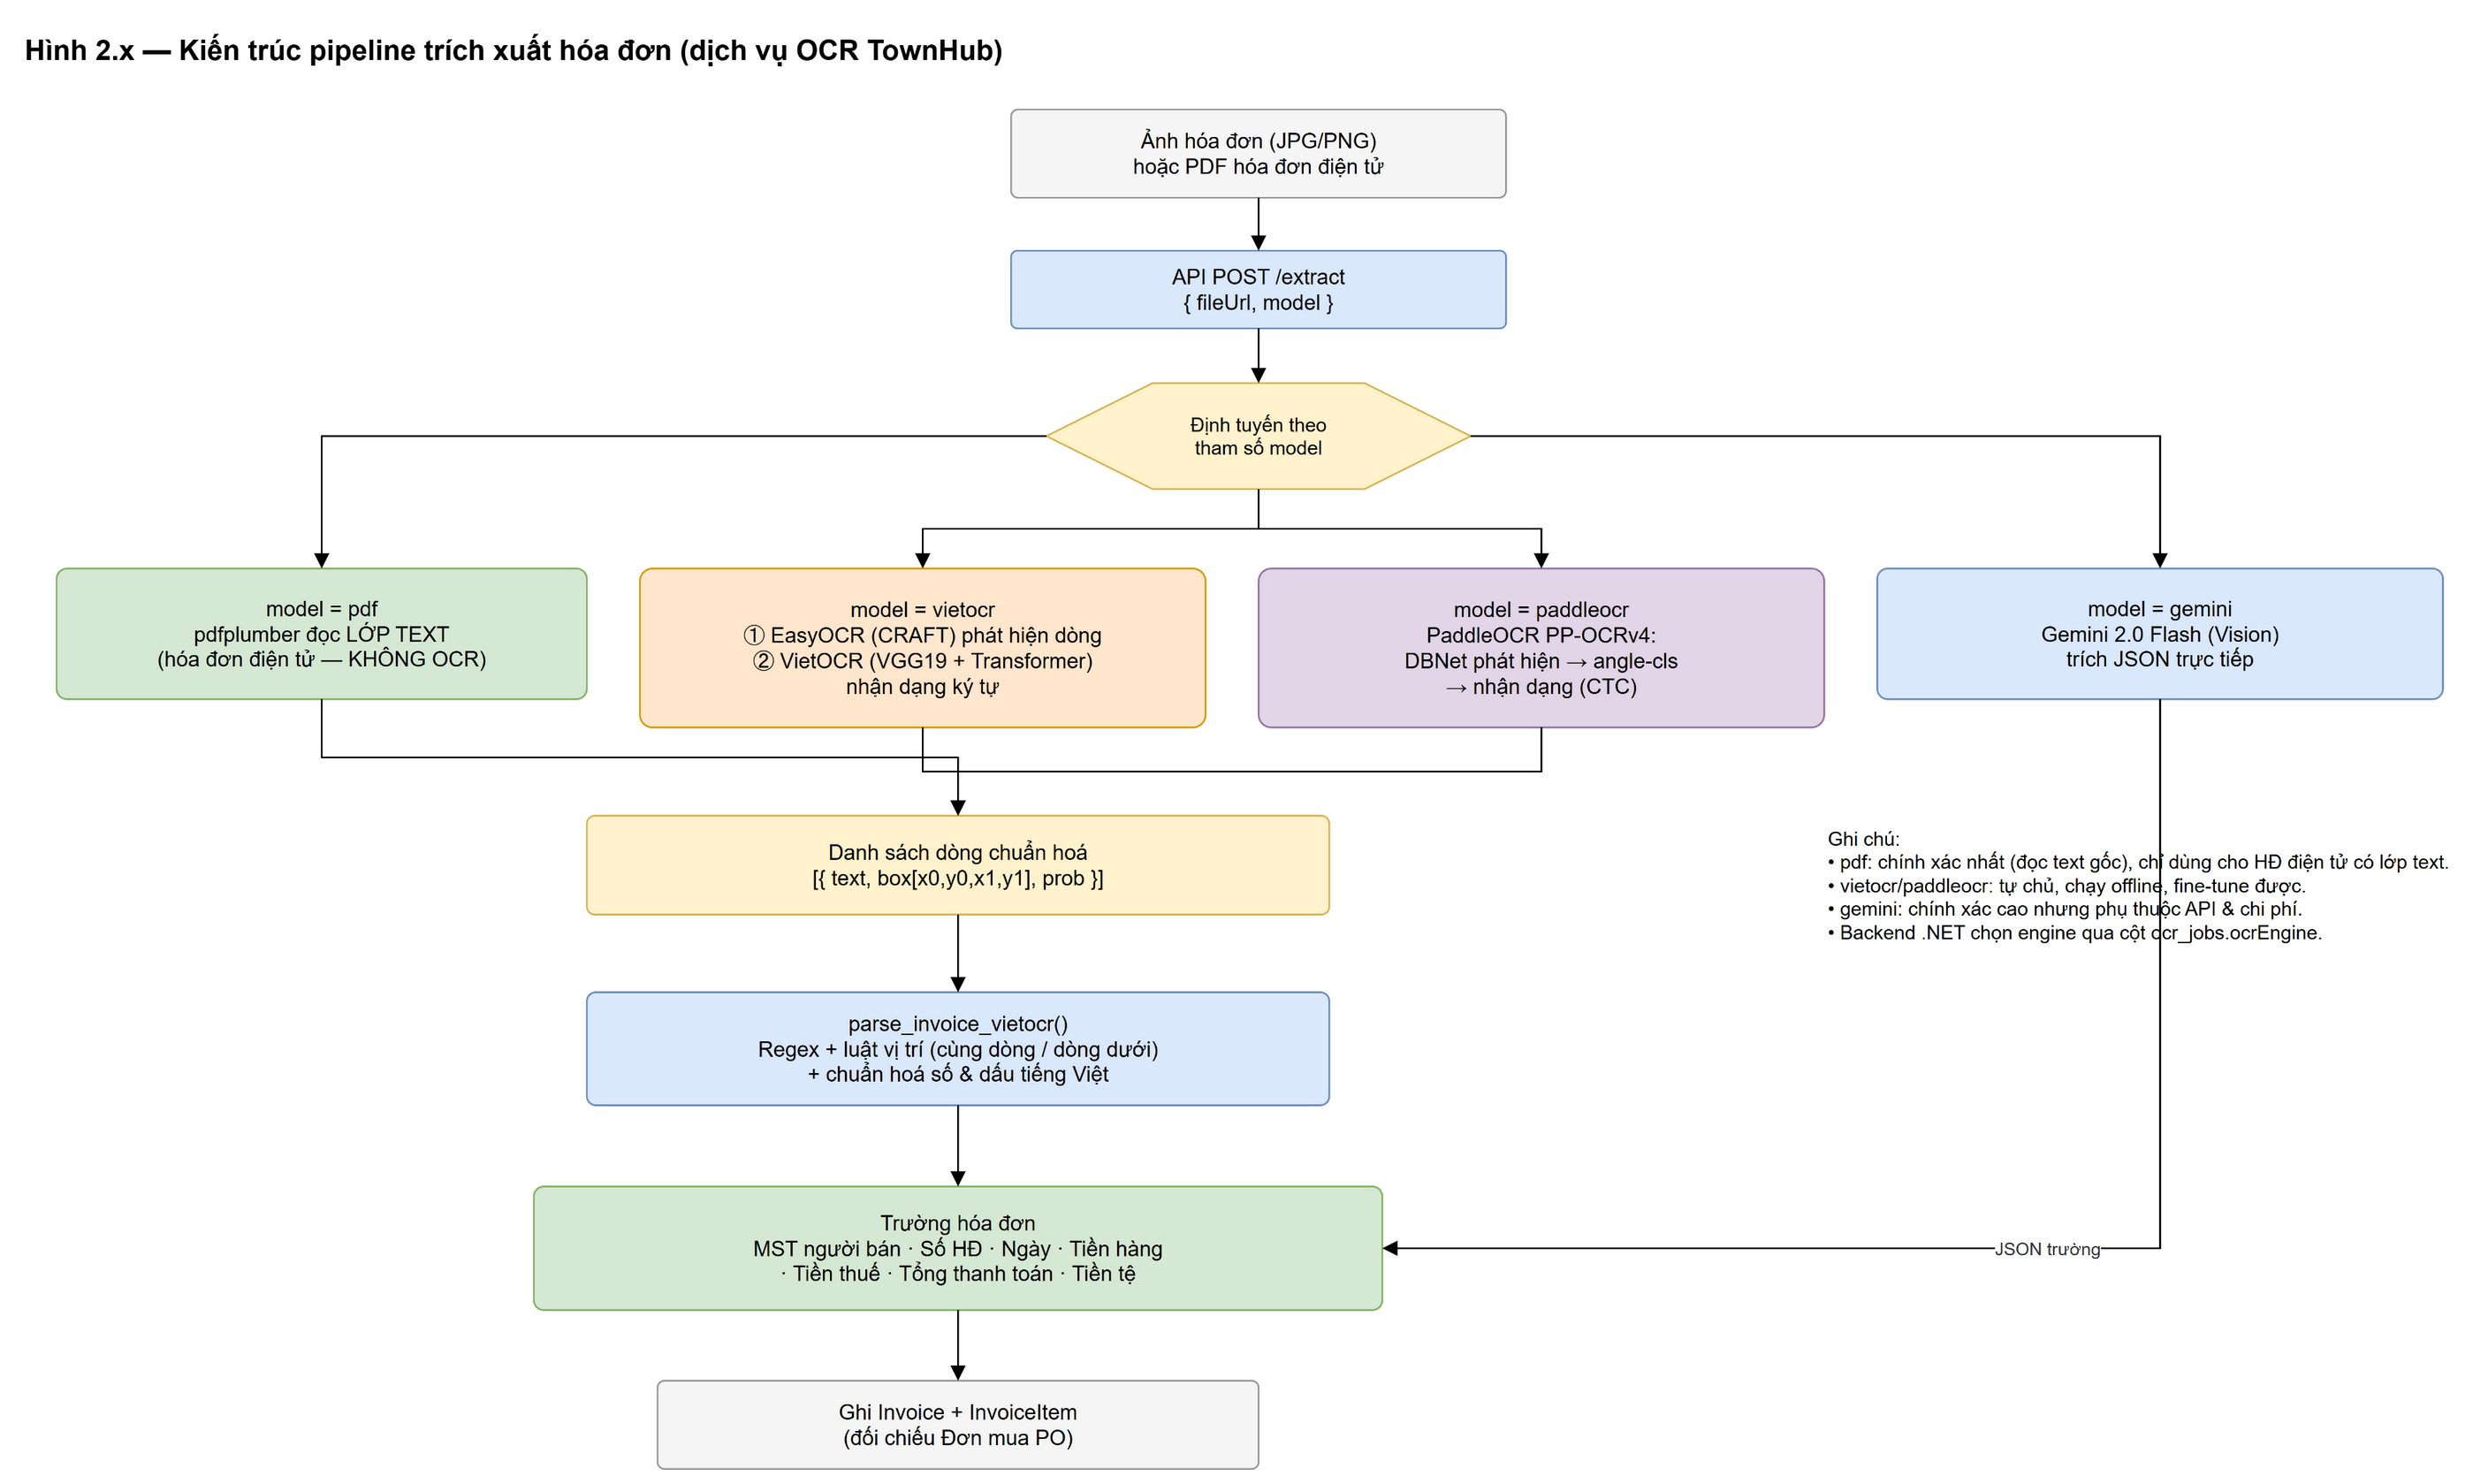 Hình 2.x — Kiến trúc pipeline trích xuất hóa đơn (dịch vụ OCR TownHub)
Ảnh hóa đơn (JPG/PNG)
hoặc PDF hóa đơn điện tử
API POST /extract
{ fileUrl, model }
Định tuyến theo
tham số model
model = pdf
pdfplumber đọc LỚP TEXT
(hóa đơn điện tử — KHÔNG OCR)
model = vietocr
① EasyOCR (CRAFT) phát hiện dòng
② VietOCR (VGG19 + Transformer)
nhận dạng ký tự
model = paddleocr
PaddleOCR PP-OCRv4:
DBNet phát hiện → angle-cls
→ nhận dạng (CTC)
model = gemini
Gemini 2.0 Flash (Vision)
trích JSON trực tiếp
Danh sách dòng chuẩn hoá
[{ text, box[x0,y0,x1,y1], prob }]
Ghi chú:
• pdf: chính xác nhất (đọc text gốc), chỉ dùng cho HĐ điện tử có lớp text.
• vietocr/paddleocr: tự chủ, chạy offline, fine-tune được.
• gemini: chính xác cao nhưng phụ thuộc API & chi phí.
• Backend .NET chọn engine qua cột ocr_jobs.ocrEngine.
parse_invoice_vietocr()
Regex + luật vị trí (cùng dòng / dòng dưới)
+ chuẩn hoá số & dấu tiếng Việt
Trường hóa đơn
MST người bán · Số HĐ · Ngày · Tiền hàng
· Tiền thuế · Tổng thanh toán · Tiền tệ
JSON trường
Ghi Invoice + InvoiceItem
(đối chiếu Đơn mua PO)